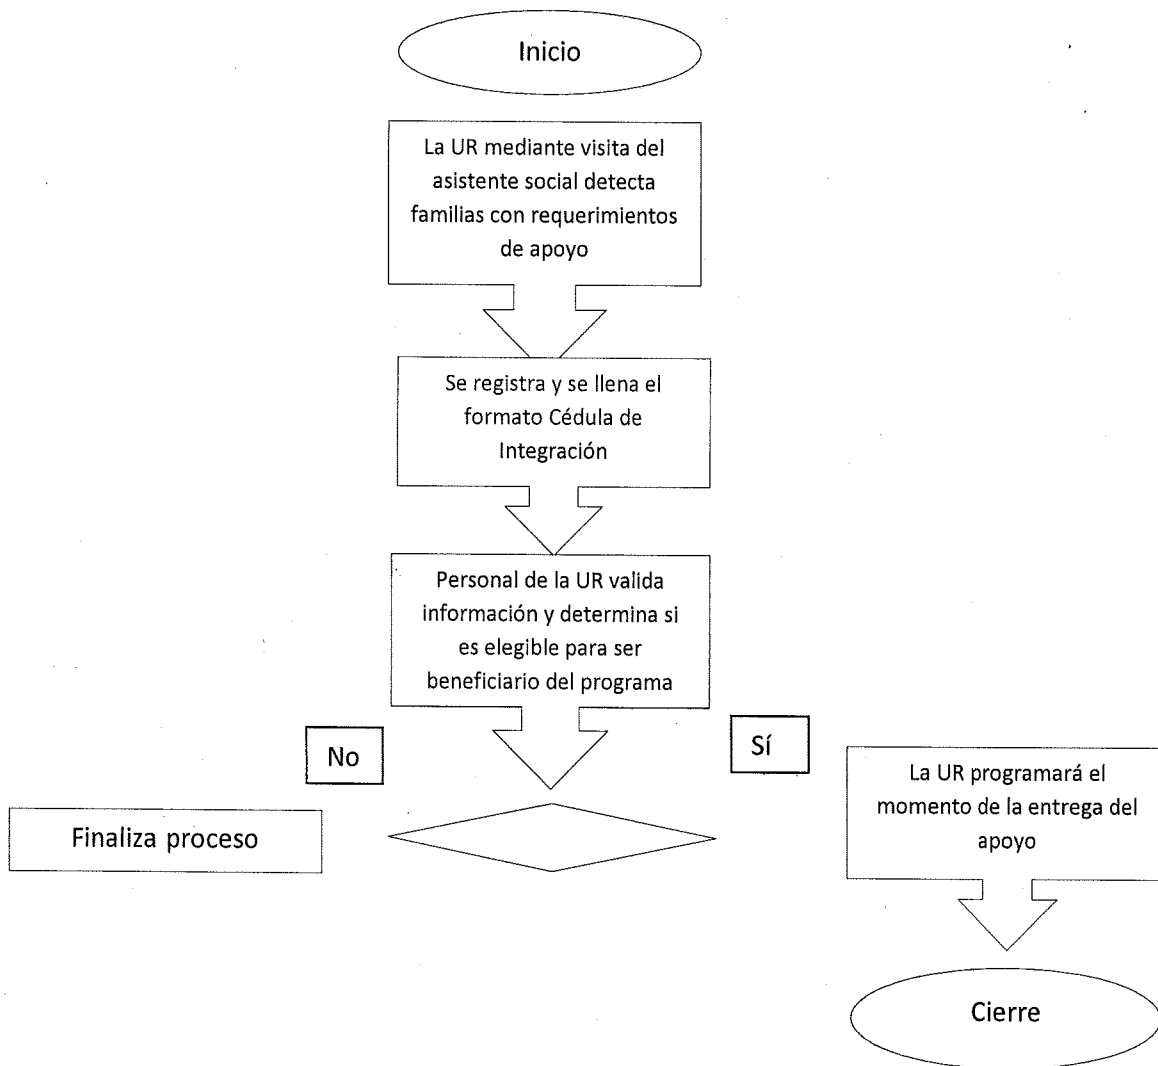 Inicio
La UR mediante visita del
asistente social detecta
familias con requerimientos
de apoyo
Se registra y se llena el
formato Cédula de
Integración
Personal de la UR valida
información y determina si
es elegible para ser
beneficiario del programa
No
Sí
Finaliza proceso
La UR programará el
momento de la entrega del
apoyo
Cierre